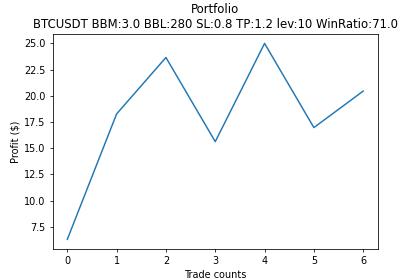 Portfolio
BTCUSDT BBM:3.0 BBL:280 SL:0.8 TP:1.2 lev:10 WinRatio:71.0
25.0
22.5
20.0
17.5
15.0
12.5
10.0
7.5
Profit ($)
0 1 2 3 4 5 6
Trade counts